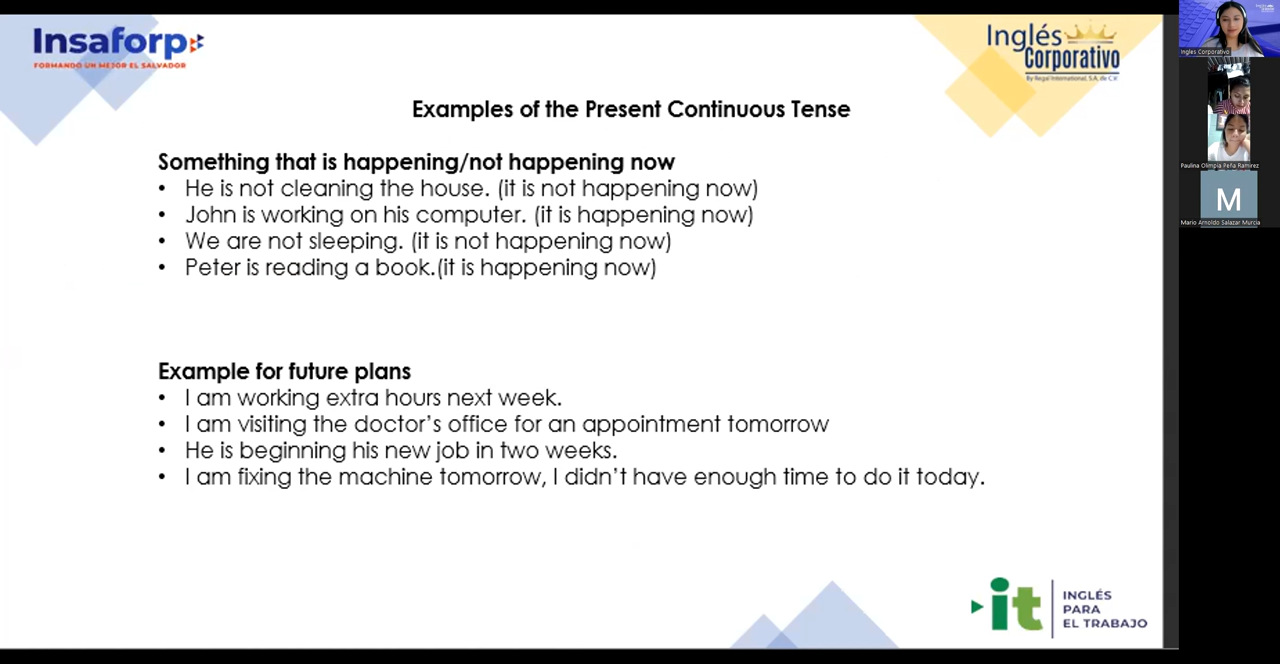 Insaforp
FORMANDO UN MEJOR EL SALVADOR
Inglés
Corporativo
By Regal International, S.A. de C.V.
Examples of the Present Continuous Tense
Something that is happening/not happening now
• He is not cleaning the house. (it is not happening now)
• John is working on his computer. (it is happening now)
• We are not sleeping. (it is not happening now)
• Peter is reading a book.(it is happening now)
Example for future plans
• I am working extra hours next week.
• I am visiting the doctor’s office for an appointment tomorrow
• He is beginning his new job in two weeks.
• I am fixing the machine tomorrow, I didn’t have enough time to do it today.
it
INGLÉS
PARA
EL TRABAJO
Ingles Corporativo
Paulina Olimpia Peña Ramirez
M
Mario Arnoldo Salazar Murcia